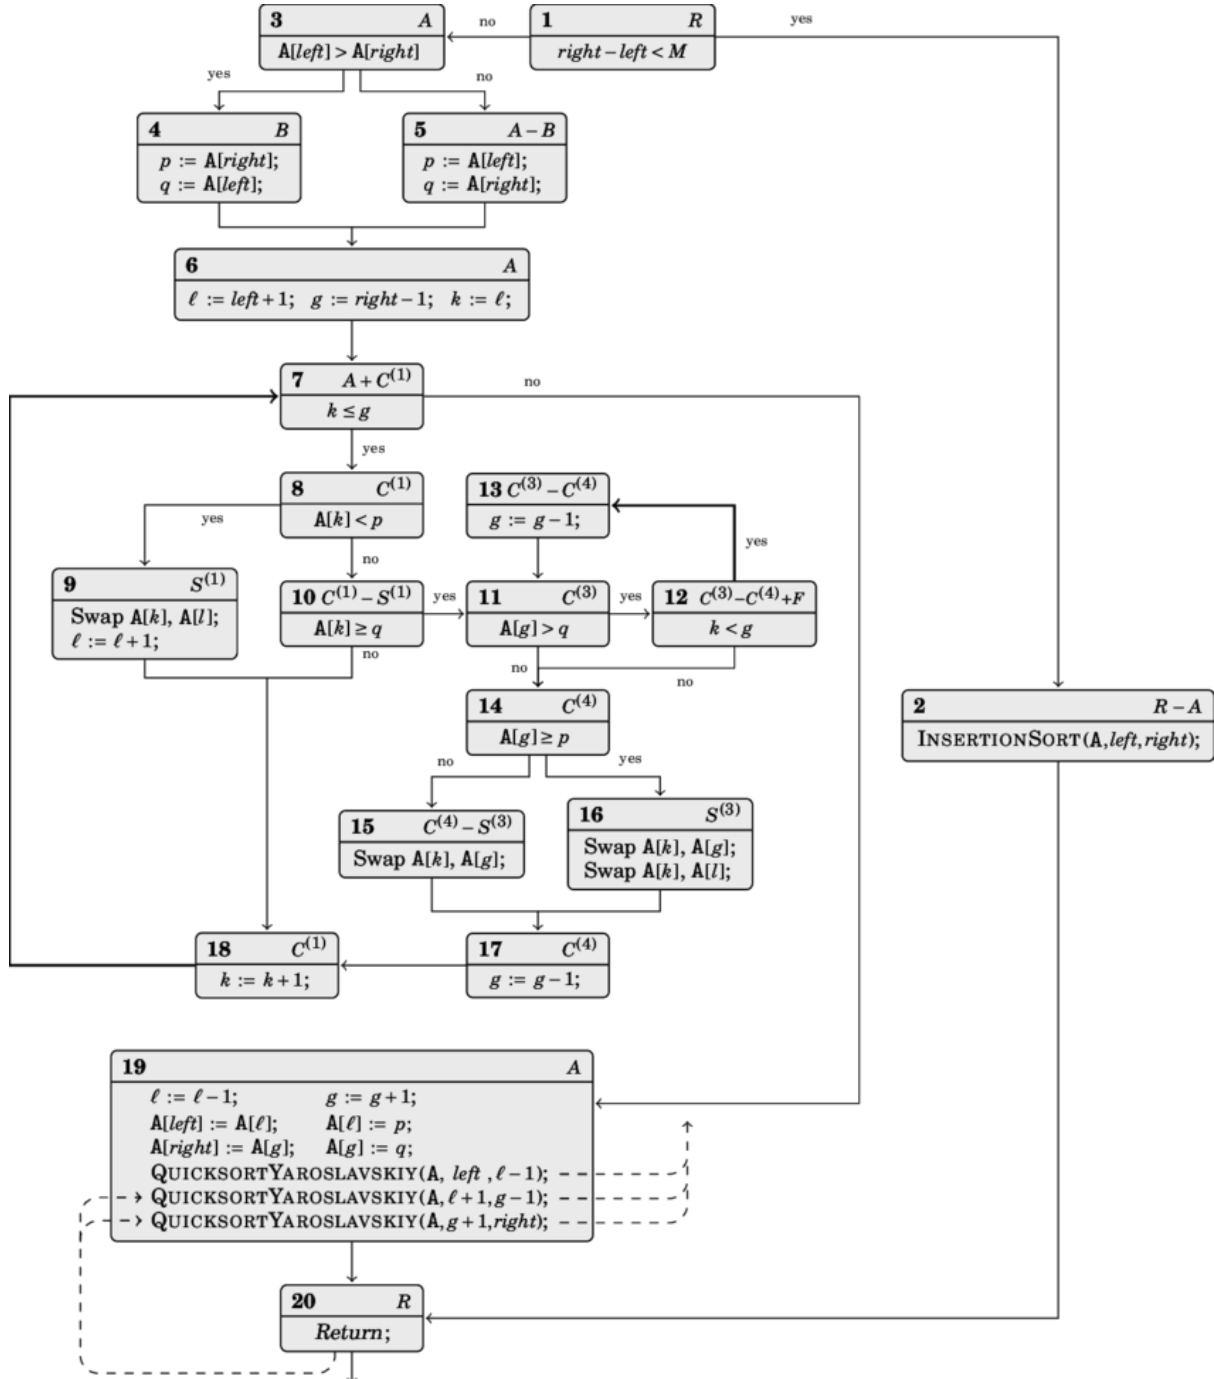 3 A
A[left] > A[right]
no
1 R
right − left < M
yes
yes
no
4 B
p := A[right];
q := A[left];
5 A − B
p := A[left];
q := A[right];
6 A
ℓ := left + 1; g := right − 1; k := ℓ;
7 A + C^(1)
k ≤ g
no
yes
8 C^(1)
A[k] < p
yes
no
13 C^(3) − C^(4)
g := g − 1;
yes
9 S^(1)
Swap A[k], A[l];
ℓ := ℓ + 1;
10 C^(1) − S^(1)
A[k] ≥ q
yes
no
11 C^(3)
A[g] > q
yes
no
12 C^(3) − C^(4) + F
k < g
no
14 C^(4)
A[g] ≥ p
no
yes
2 R − A
INSERTIONSORT(A, left, right);
15 C^(4) − S^(3)
Swap A[k], A[g];
16 S^(3)
Swap A[k], A[g];
Swap A[k], A[l];
18 C^(1)
k := k + 1;
17 C^(4)
g := g − 1;
19 A
ℓ := ℓ − 1; g := g + 1;
A[left] := A[ℓ]; A[ℓ] := p;
A[right] := A[g]; A[g] := q;
QUICKSORTYAROSLAVSKIY(A, left , ℓ − 1);
QUICKSORTYAROSLAVSKIY(A, ℓ + 1, g − 1);
QUICKSORTYAROSLAVSKIY(A, g + 1, right);
20 R
Return;